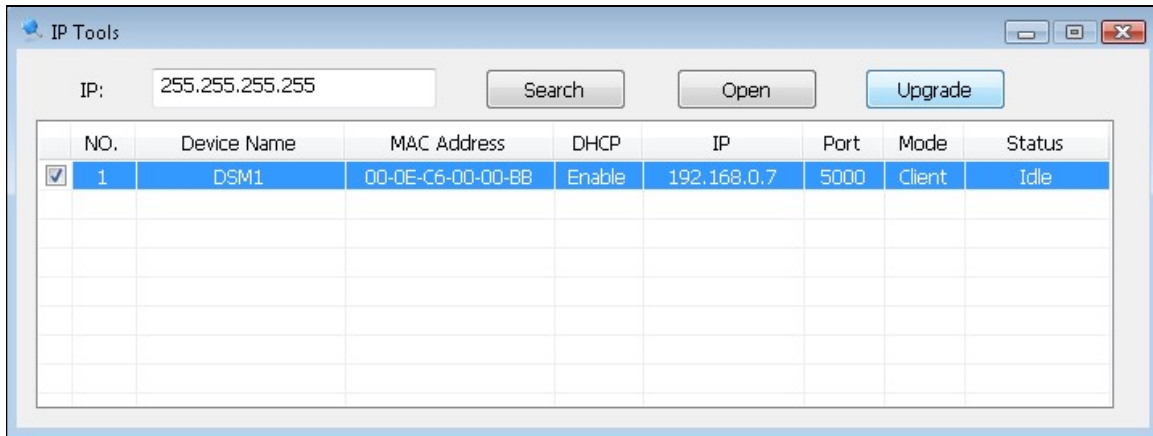 IP Tools
IP: 255.255.255.255 Search Open Upgrade
NO. Device Name MAC Address DHCP IP Port Mode Status
1 DSM1 00-0E-C6-00-00-BB Enable 192.168.0.7 5000 Client Idle